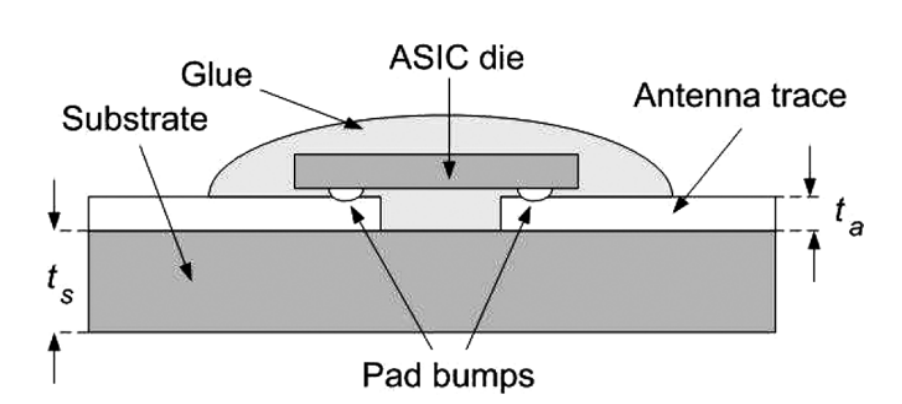 ASIC die
Glue
Antenna trace
Substrate
t a
t s
Pad bumps